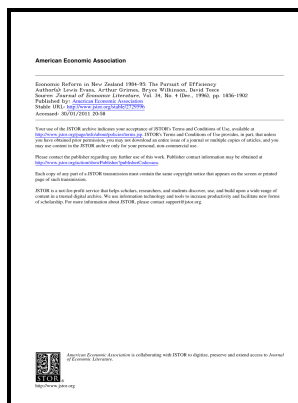 American Economic Association
Economic Reform in New Zealand 1984-95: The Pursuit of Efficiency
Author(s): Lewis Evans, Arthur Grimes, Bryce Wilkinson, David Teece
Source: Journal of Economic Literature, Vol. 34, No. 4 (Dec., 1996), pp. 1856-1902
Published by: American Economic Association
Stable URL: http://www.jstor.org/stable/2729596
Accessed: 30/01/2011 20:58
Your use of the JSTOR archive indicates your acceptance of JSTOR's Terms and Conditions of Use, available at
http://www.jstor.org/page/info/about/policies/terms.jsp. JSTOR's Terms and Conditions of Use provides, in part, that unless
you have obtained prior permission, you may not download an entire issue of a journal or multiple copies of articles, and you
may use content in the JSTOR archive only for your personal, non-commercial use.
Please contact the publisher regarding any further use of this work. Publisher contact information may be obtained at
http://www.jstor.org/action/showPublisher?publisherCode=aea.
Each copy of any part of a JSTOR transmission must contain the same copyright notice that appears on the screen or printed
page of such transmission.
JSTOR is a not-for-profit service that helps scholars, researchers, and students discover, use, and build upon a wide range of
content in a trusted digital archive. We use information technology and tools to increase productivity and facilitate new forms
of scholarship. For more information about JSTOR, please contact support@jstor.org.
American Economic Association is collaborating with JSTOR to digitize, preserve and extend access to Journal
of Economic Literature.
JSTOR
http://www.jstor.org